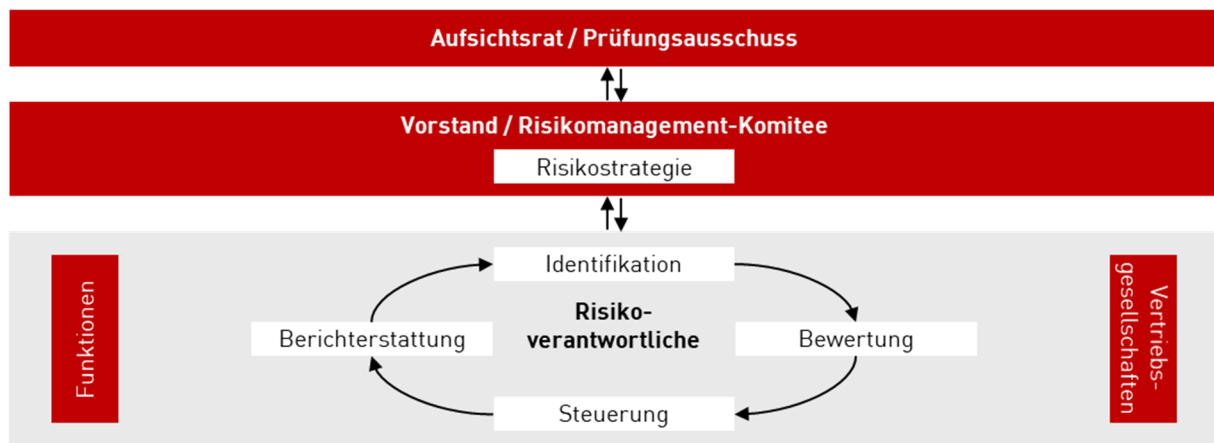 Aufsichtsrat / Prüfungsausschuss
Vorstand / Risikomanagement-Komitee
Risikostrategie
Funktionen
Identifikation
Risiko-
verantwortliche
Berichterstattung
Bewertung
Steuerung
Vertriebs-
gesellschaften